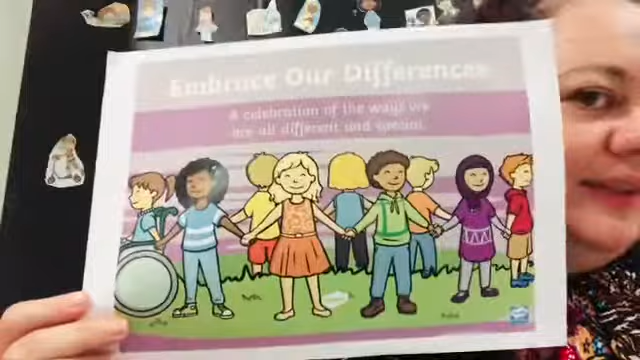 Embrace Our Differences
A celebration of the ways we
are all different and special.